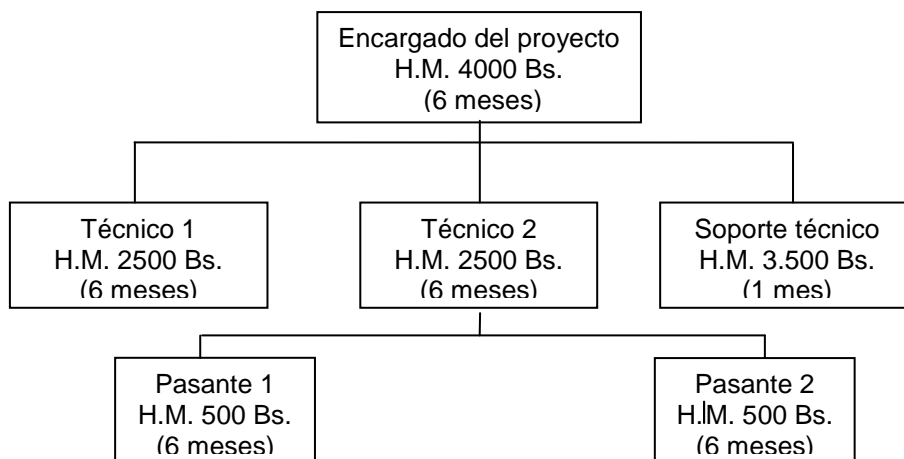 Encargado del proyecto
H.M. 4000 Bs.
(6 meses)
Técnico 1
H.M. 2500 Bs.
(6 meses)
Técnico 2
H.M. 2500 Bs.
(6 meses)
Soporte técnico
H.M. 3.500 Bs.
(1 mes)
Pasante 1
H.M. 500 Bs.
(6 meses)
Pasante 2
H.M. 500 Bs.
(6 meses)